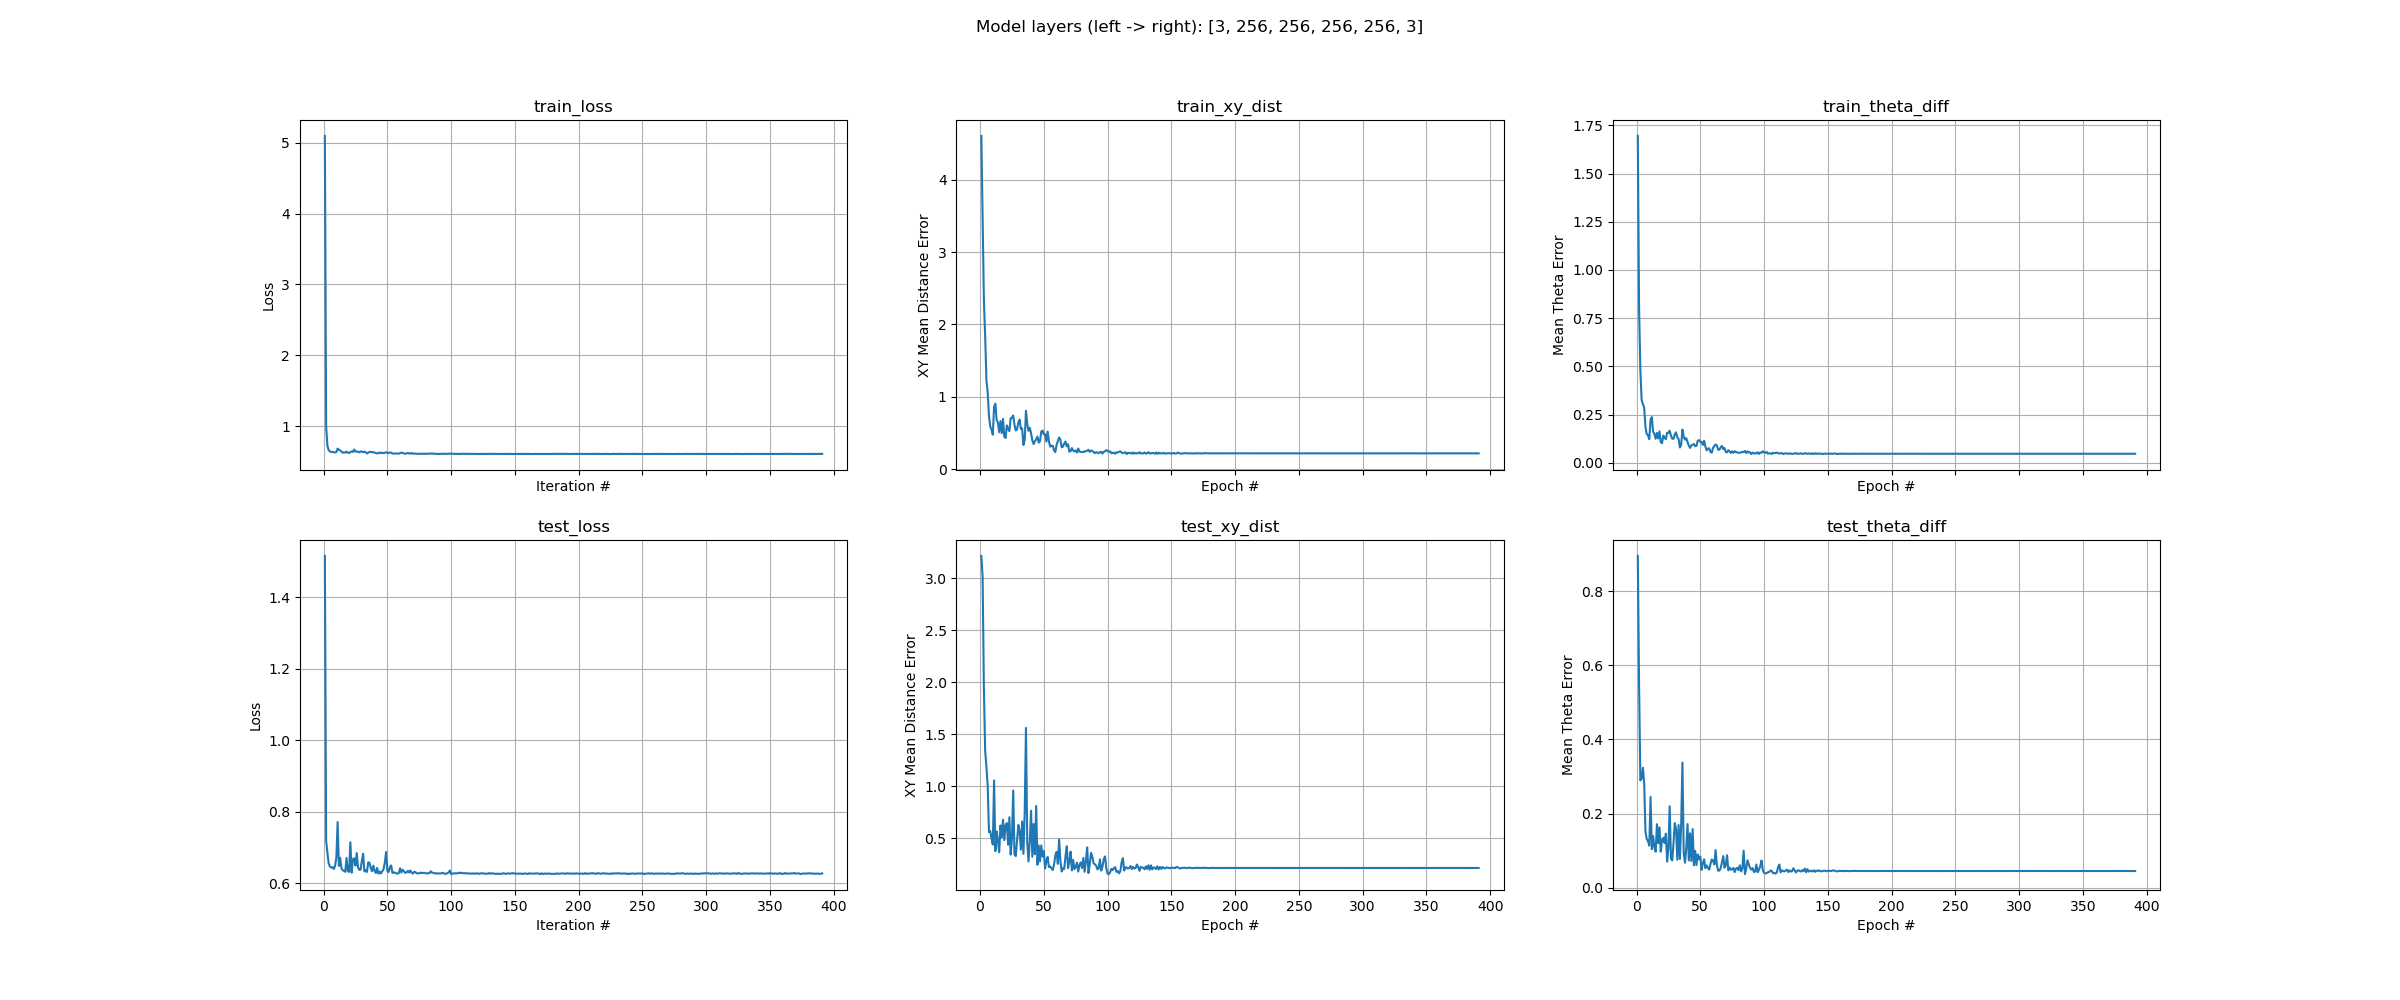 Model layers (left -> right): [3, 256, 256, 256, 256, 3]
train_loss
5
4
3
2
1
Loss
Iteration #
train_xy_dist
4
3
2
1
0
XY Mean Distance Error
Epoch #
train_theta_diff
1.75
1.50
1.25
1.00
0.75
0.50
0.25
0.00
Mean Theta Error
Epoch #
test_loss
1.4
1.2
1.0
0.8
0.6
Loss
0 50 100 150 200 250 300 350 400
Iteration #
test_xy_dist
3.0
2.5
2.0
1.5
1.0
0.5
XY Mean Distance Error
0 50 100 150 200 250 300 350 400
Epoch #
test_theta_diff
0.8
0.6
0.4
0.2
0.0
Mean Theta Error
0 50 100 150 200 250 300 350 400
Epoch #